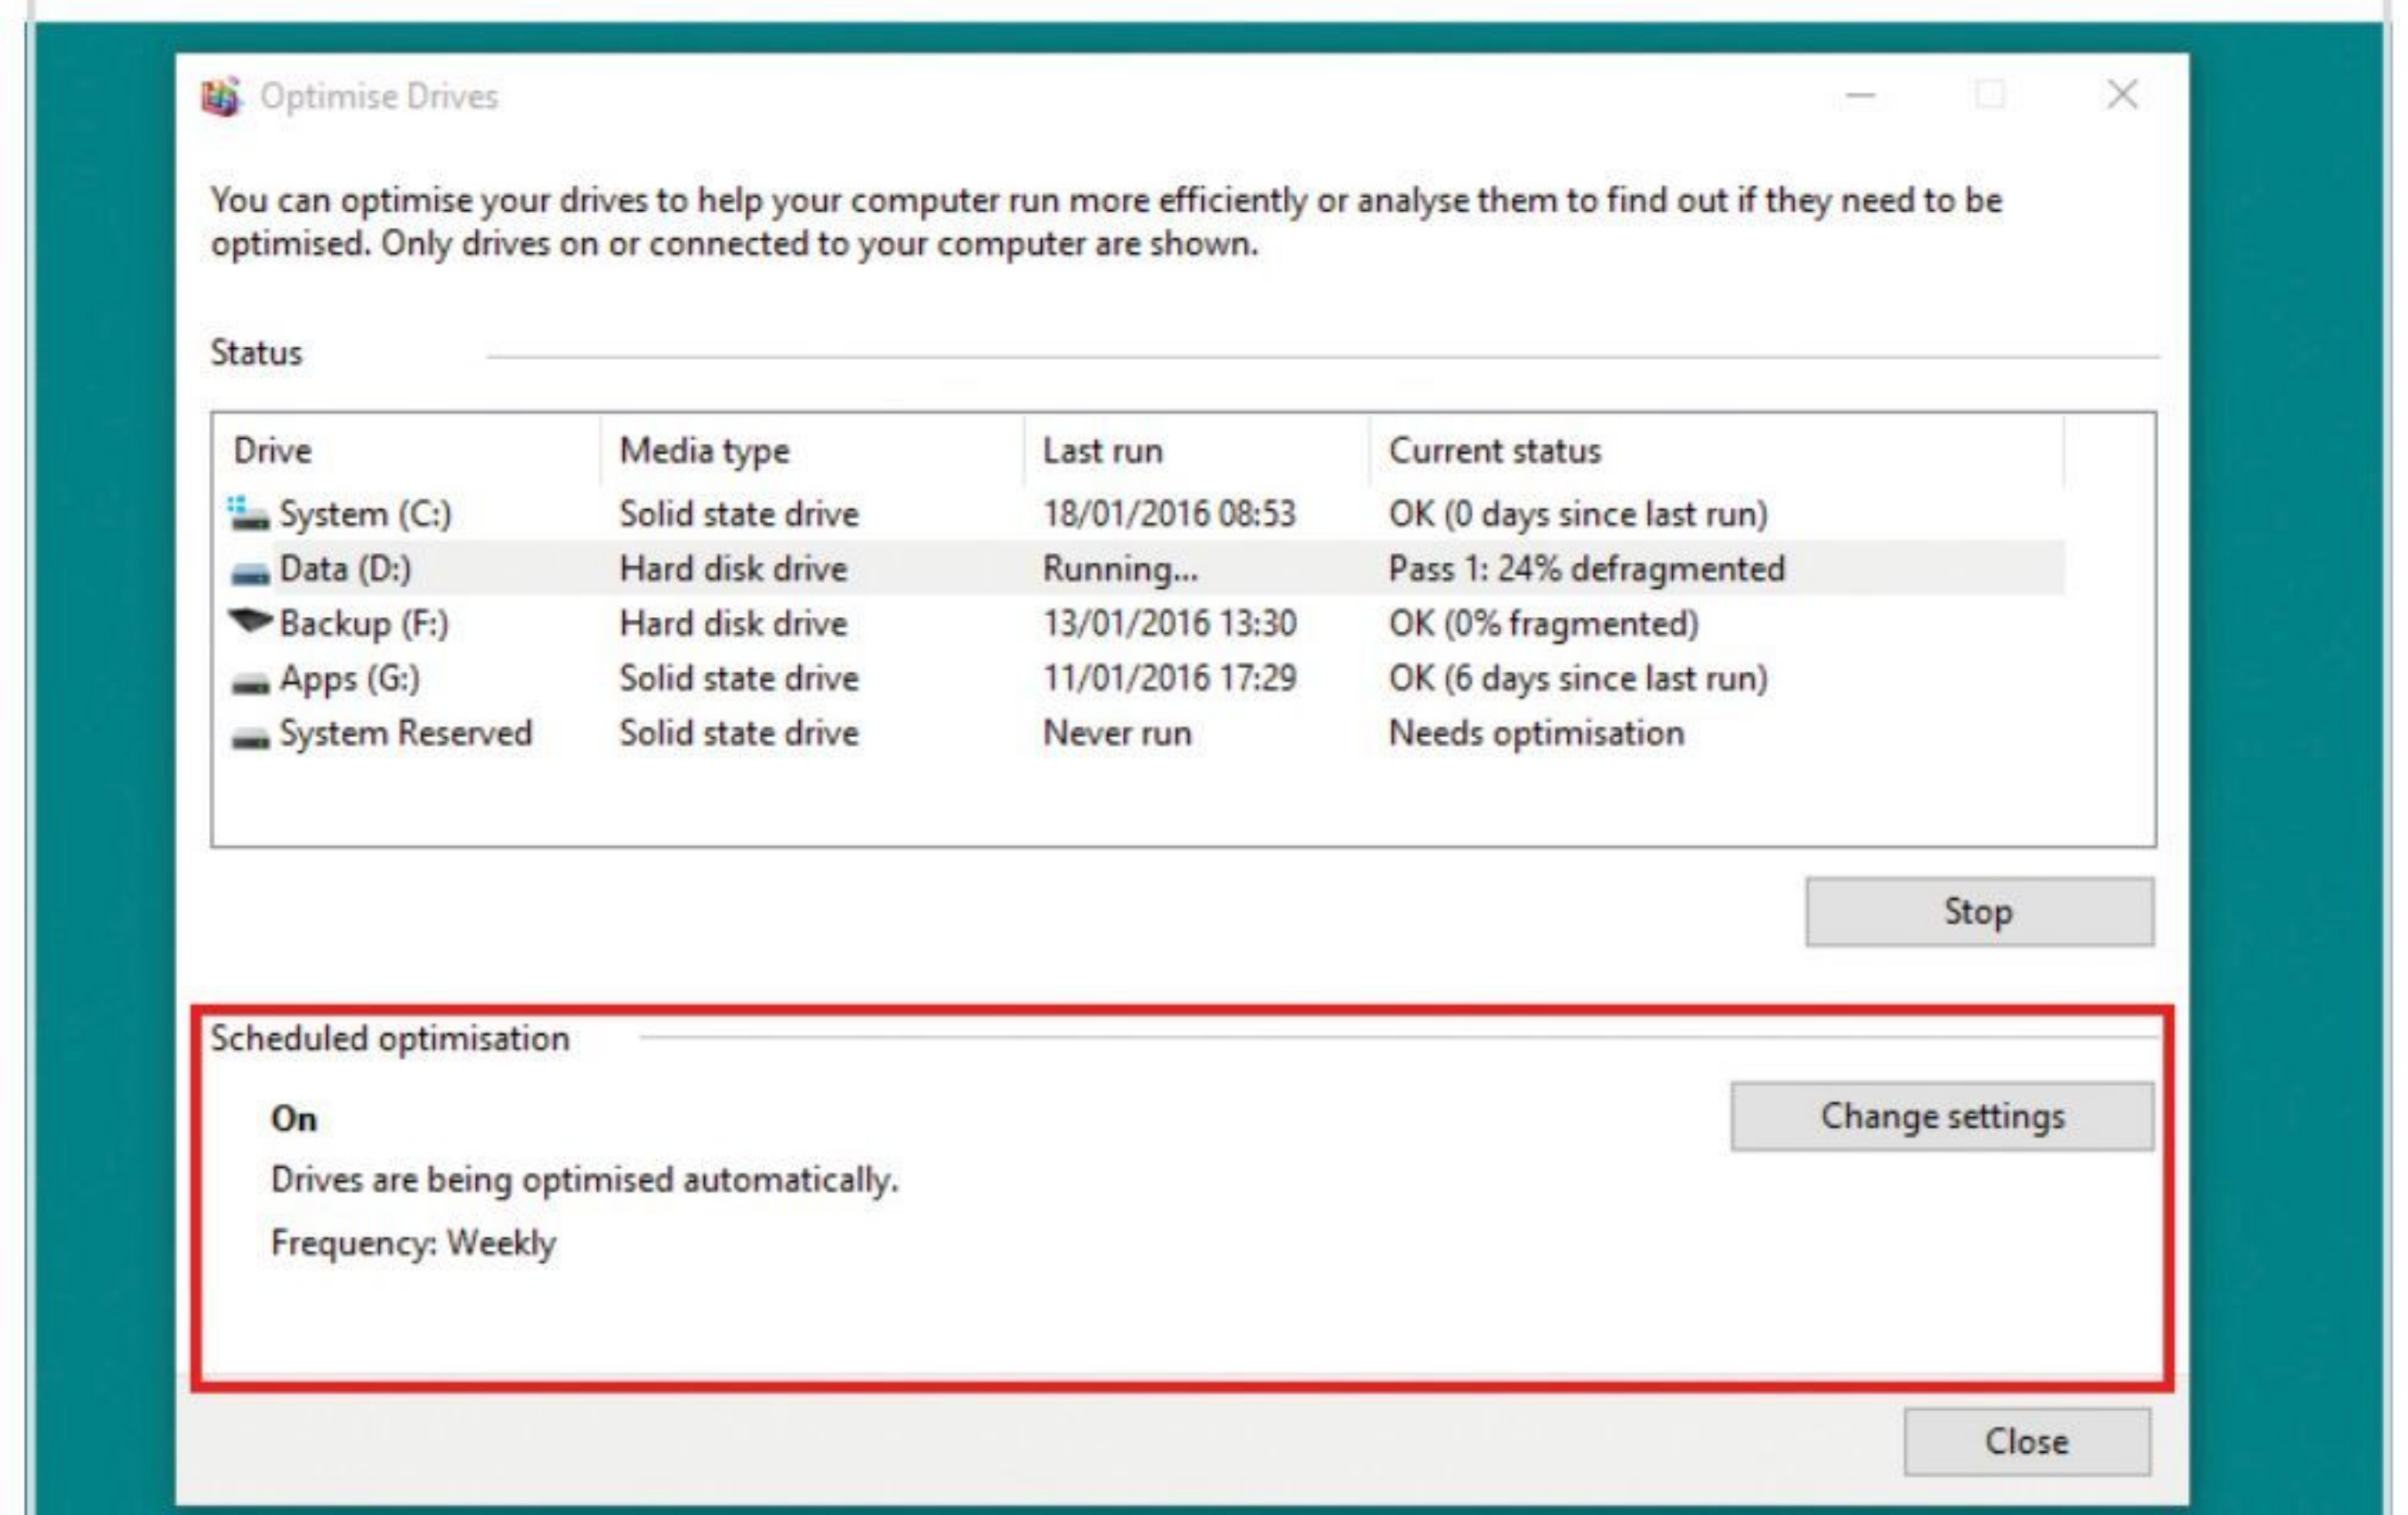 Optimise Drives
You can optimise your drives to help your computer run more efficiently or analyse them to find out if they need to be
optimised. Only drives on or connected to your computer are shown.
Status
Drive Media type Last run Current status
System (C:) Solid state drive 18/01/2016 08:53 OK (0 days since last run)
Data (D:) Hard disk drive Running... Pass 1: 24% defragmented
Backup (F:) Hard disk drive 13/01/2016 13:30 OK (0% fragmented)
Apps (G:) Solid state drive 11/01/2016 17:29 OK (6 days since last run)
System Reserved Solid state drive Never run Needs optimisation
Stop
Scheduled optimisation
On
Change settings
Drives are being optimised automatically.
Frequency: Weekly
Close